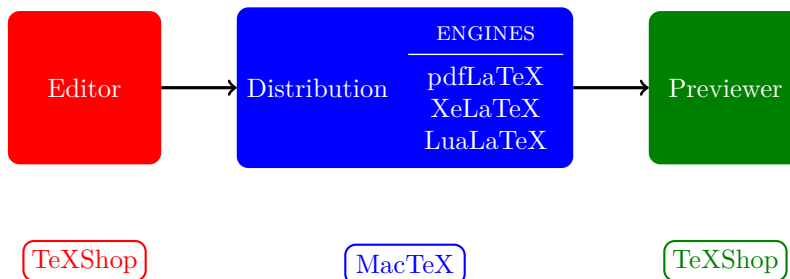 Editor
Distribution
ENGINES
pdfLaTeX
XeLaTeX
LuaLaTeX
Previewer
TeXShop
MacTeX
TeXShop